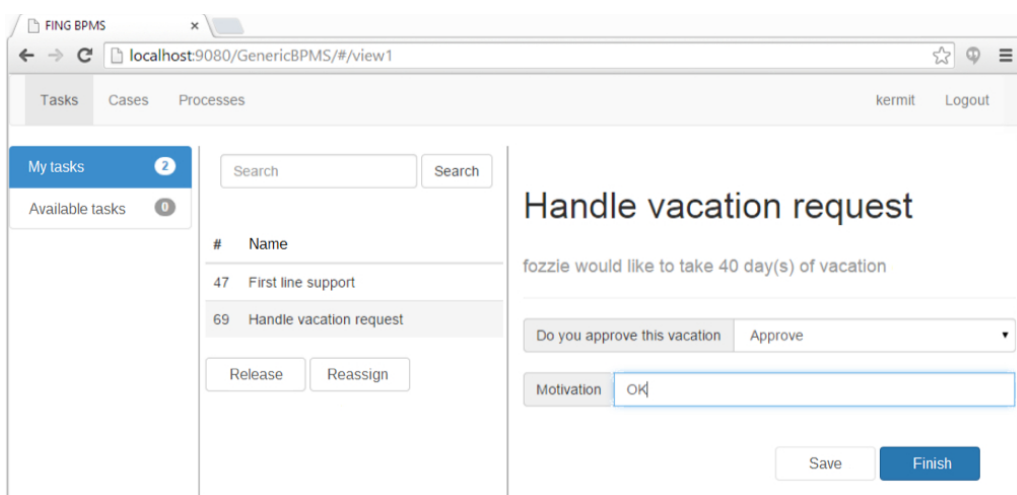 FING BPMS
localhost:9080/GenericBPMS/#/view1
Tasks Cases Processes kermit Logout
My tasks 2
Available tasks 0
Search Search
# Name
47 First line support
69 Handle vacation request
Release Reassign
Handle vacation request
fozzie would like to take 40 day(s) of vacation
Do you approve this vacation Approve
Motivation OK
Save Finish